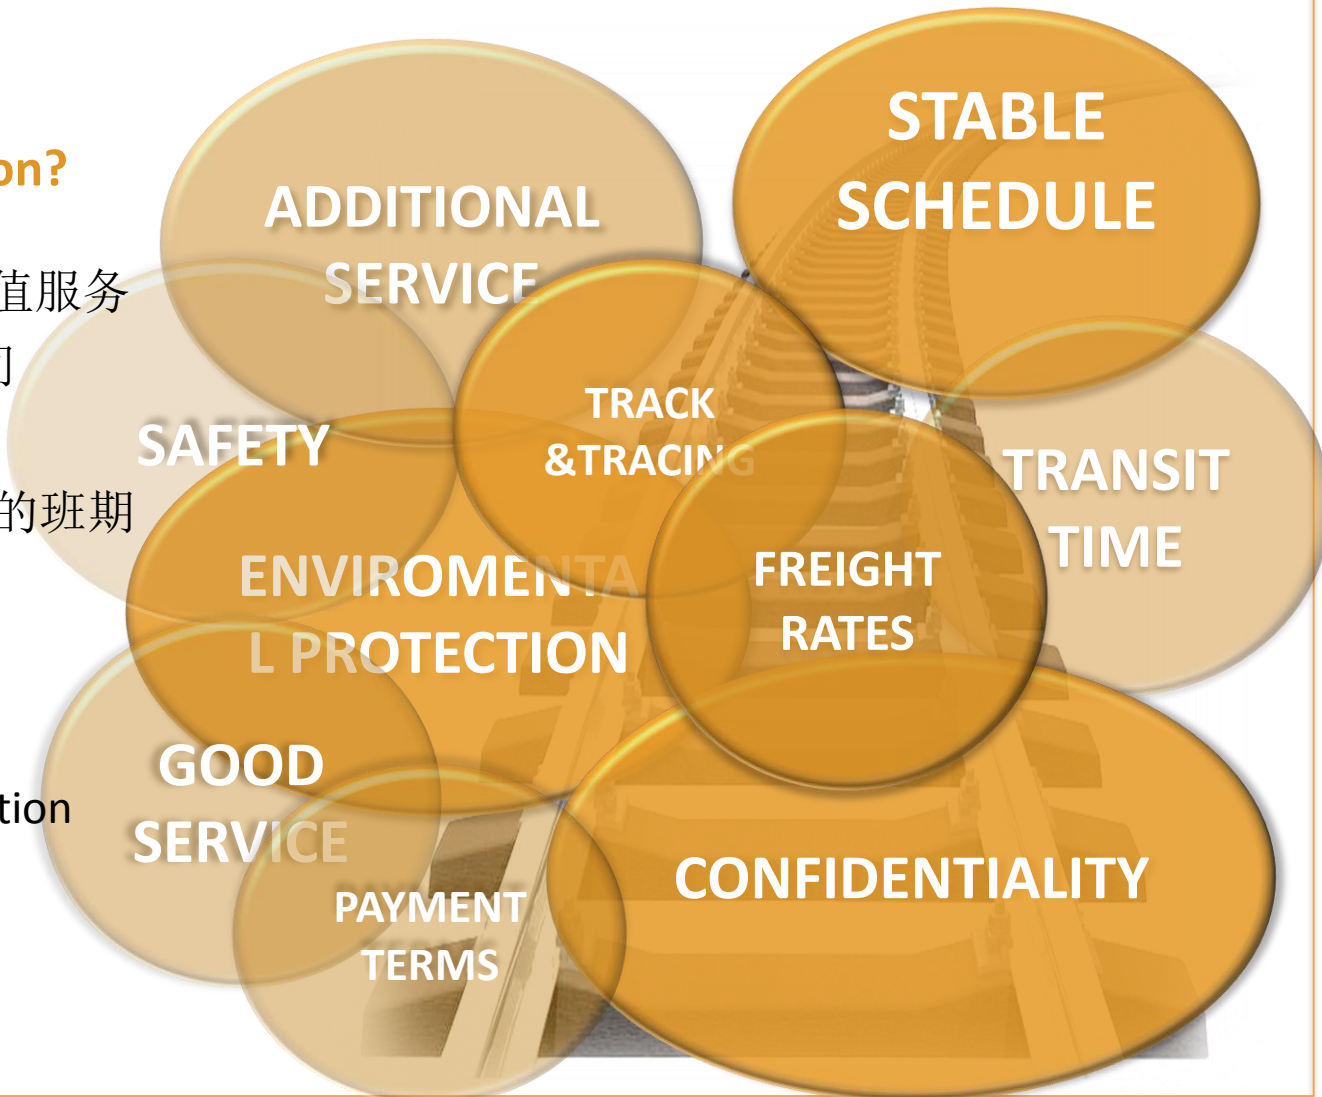 on?
值服务
的班期
tion
ADDITIONAL
SERVICE
STABLE
SCHEDULE
SAFETY
TRACK
&TRACING
TRANSIT
TIME
ENVIROMENTA
L PROTECTION
FREIGHT
RATES
GOOD
SERVICE
PAYMENT
TERMS
CONFIDENTIALITY